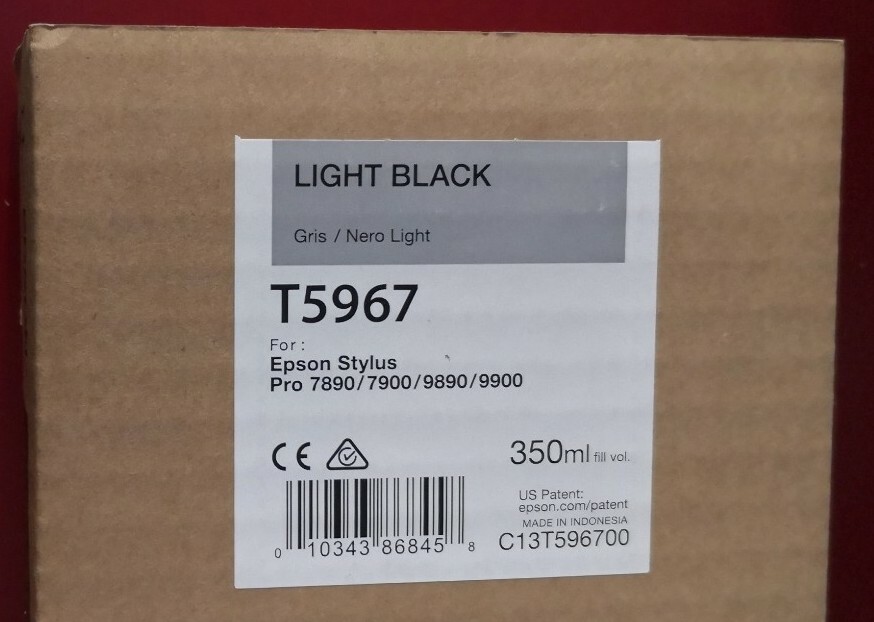 LIGHT BLACK
Gris / Nero Light
T5967
For :
Epson Stylus
Pro 7890/7900/9890/9900
CE
350ml fill vol.
US Patent:
epson.com/patent
MADE IN INDONESIA
C13T596700
0 10343 86845 8